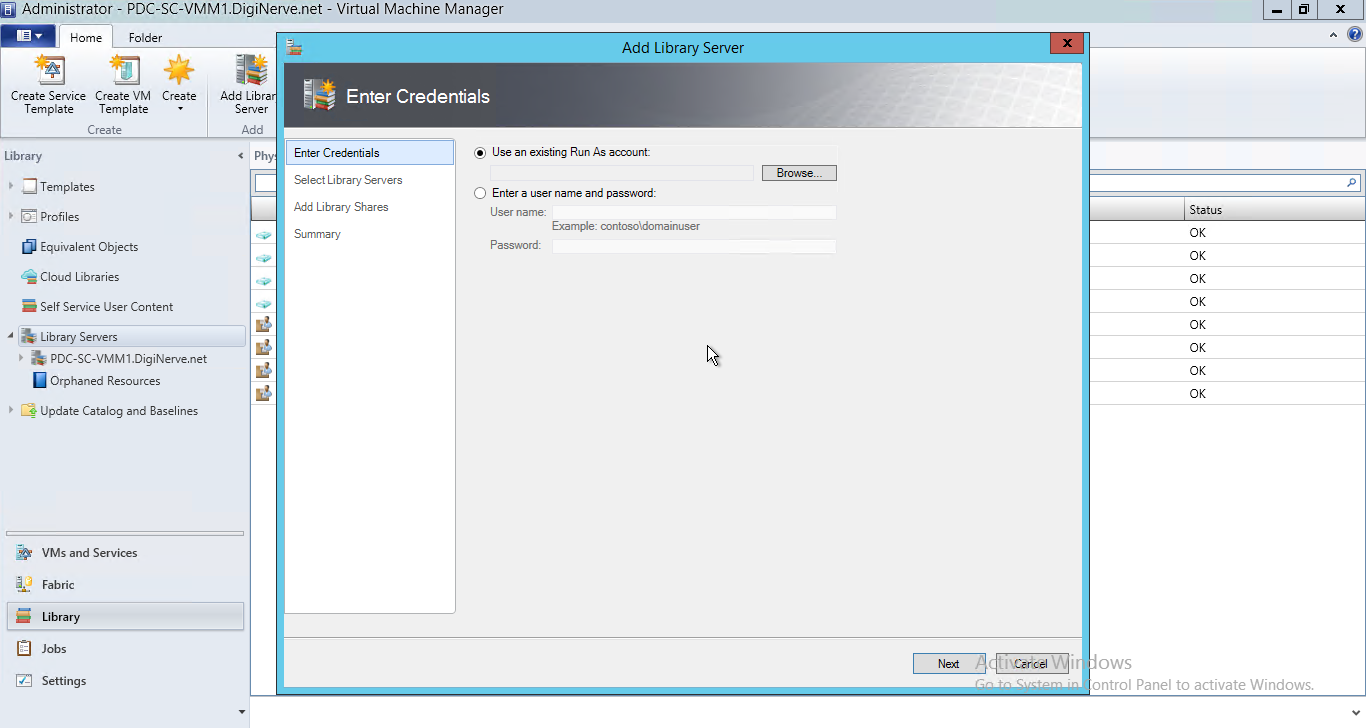 Administrator - PDC-SC-VMM1.DigiNerve.net - Virtual Machine Manager
Home Folder
Create Service Template
Create VM Template
Create
Add Librar
Server
Create
Add
Library
Phys
Templates
Profiles
Equivalent Objects
Cloud Libraries
Self Service User Content
Library Servers
PDC-SC-VMM1.DigiNerve.net
Orphaned Resources
Update Catalog and Baselines
VMs and Services
Fabric
Library
Jobs
Settings
Add Library Server
Enter Credentials
Enter Credentials
Select Library Servers
Add Library Shares
Summary
Use an existing Run As account:
Browse...
Enter a user name and password:
User name:
Example: contoso\domainuser
Password:
Next
Cancel
Status
OK
OK
OK
OK
OK
OK
OK
OK
Activate Windows
Go to System in Control Panel to activate Windows.